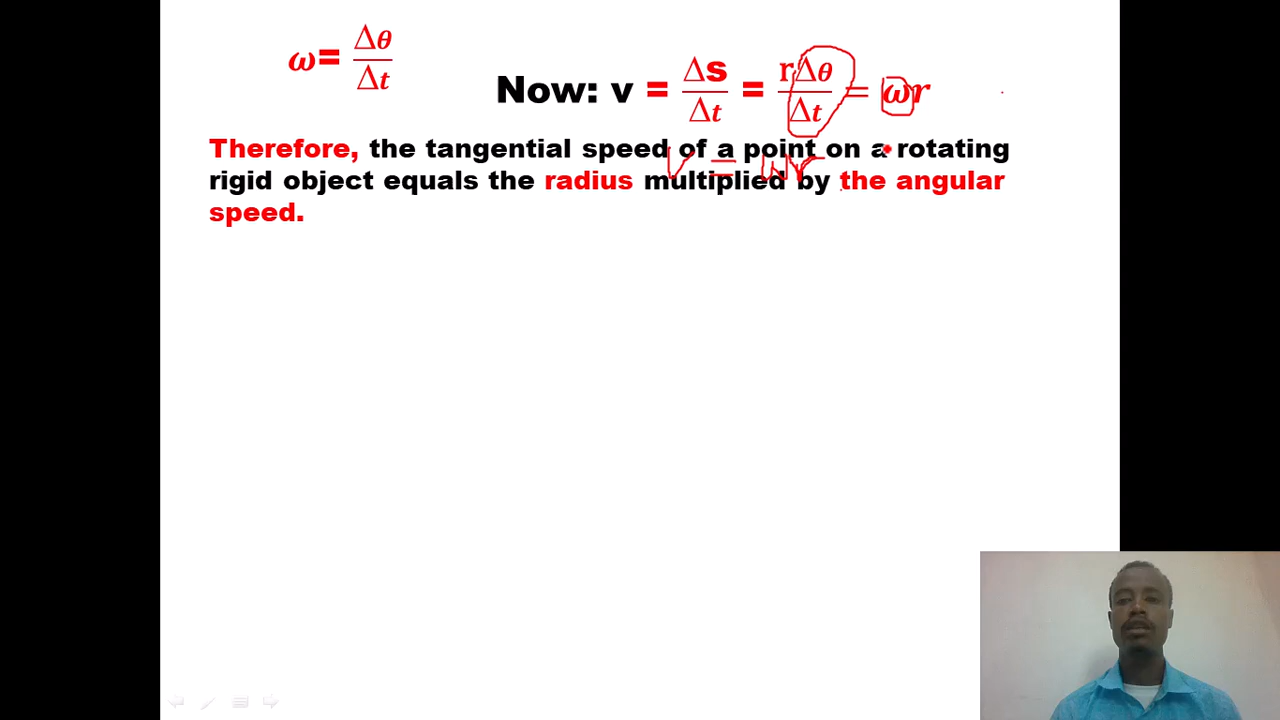 ω = Δθ/Δt
Now: v = Δs/Δt = rΔθ/Δt = ωr
v = wr
Therefore, the tangential speed of a point on a rotating
rigid object equals the radius multiplied by the angular
speed.